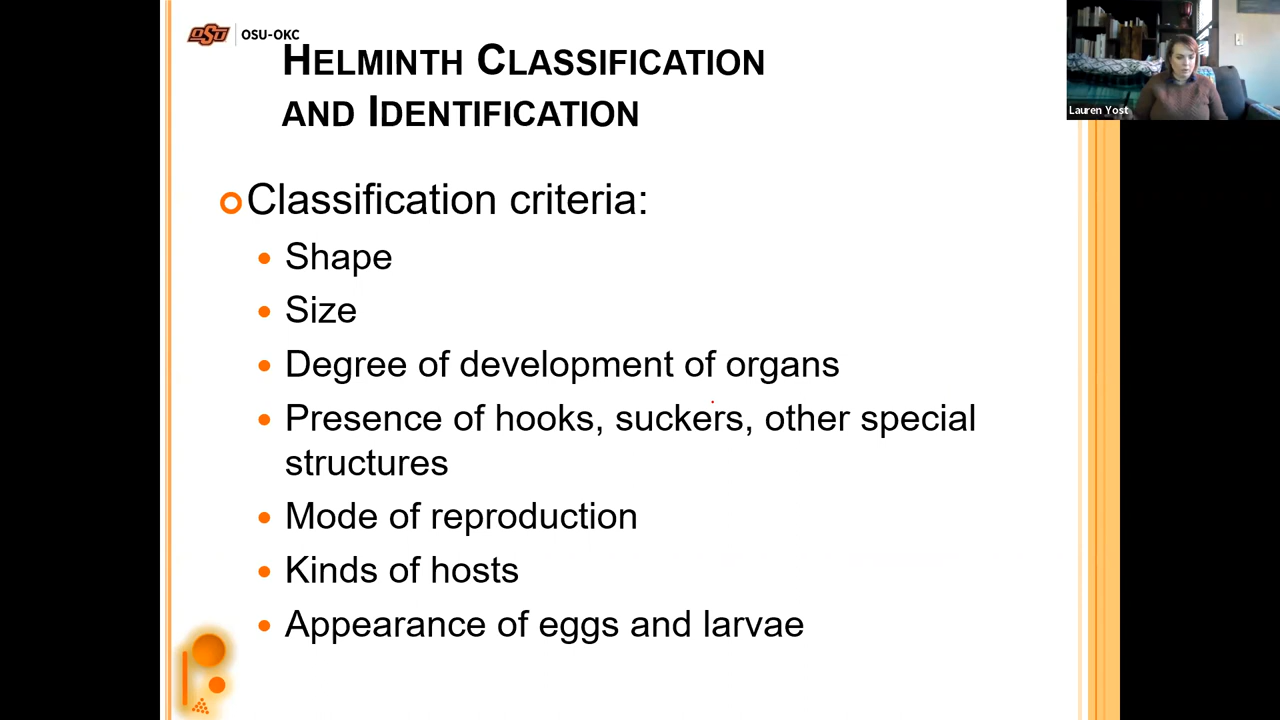 OSU OSU-OKC
HELMINTH CLASSIFICATION
AND IDENTIFICATION
Lauren Yost
Classification criteria:
• Shape
• Size
• Degree of development of organs
• Presence of hooks, suckers, other special
structures
• Mode of reproduction
• Kinds of hosts
• Appearance of eggs and larvae